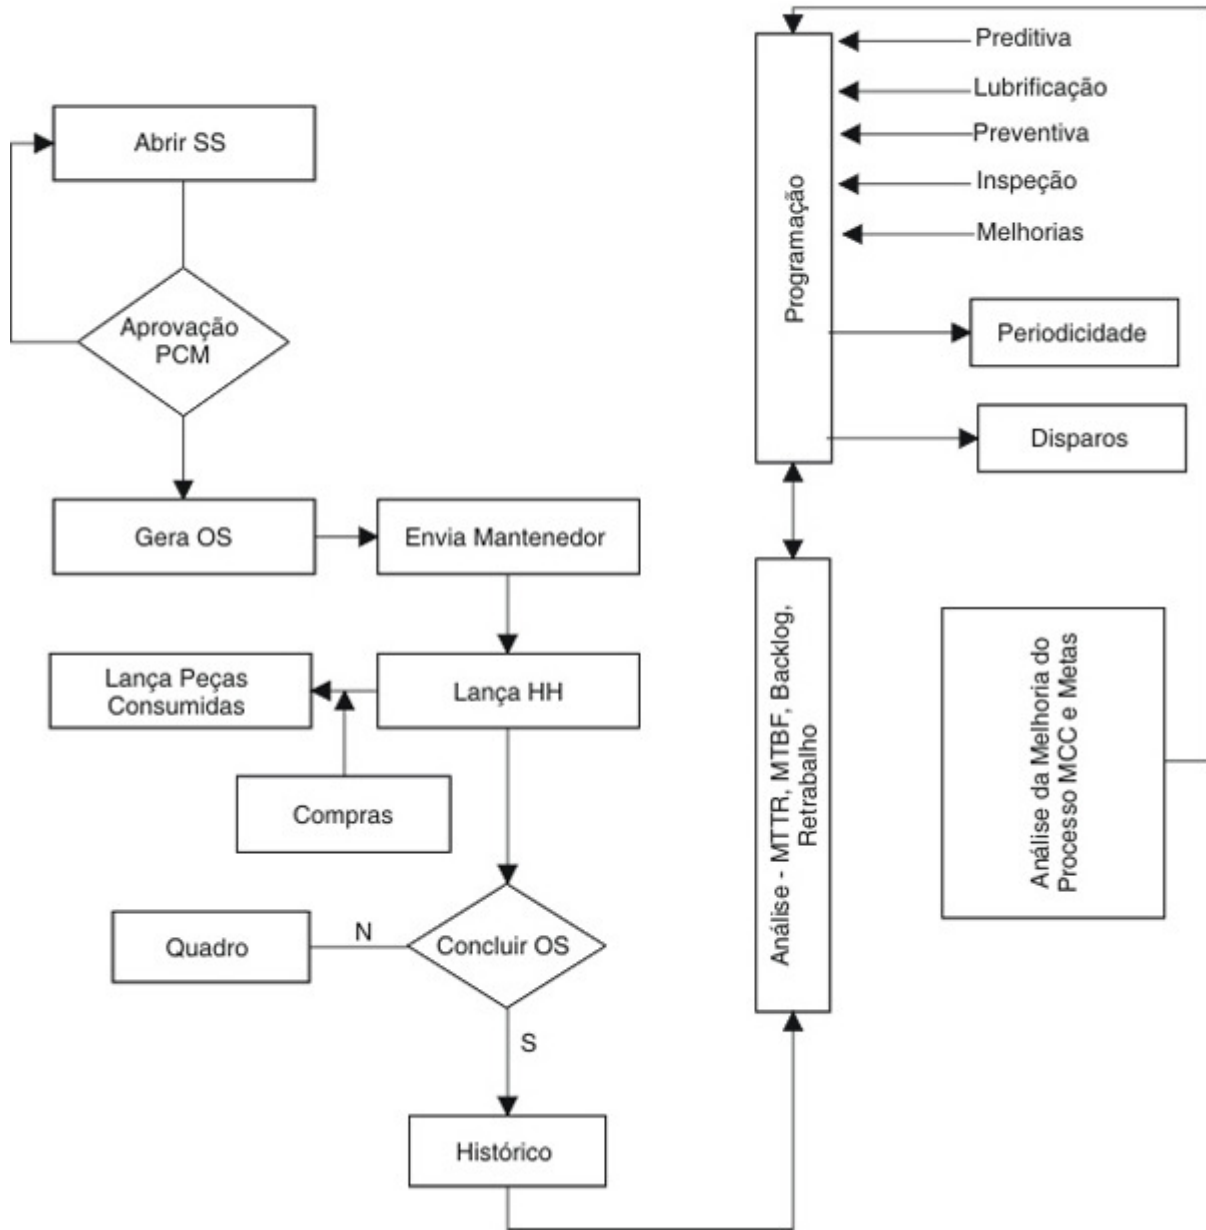 Abrir SS
Aprovação
PCM
Gera OS
Envia Mantenedor
Lança Peças
Consumidas
Lança HH
Compras
Quadro
N
Concluir OS
S
Histórico
Programação
Preditiva
Lubrificação
Preventiva
Inspeção
Melhorias
Periodicidade
Disparos
Análise - MTTR, MTBF, Backlog,
Retrabalho
Análise da Melhoria do
Processo MCC e Metas